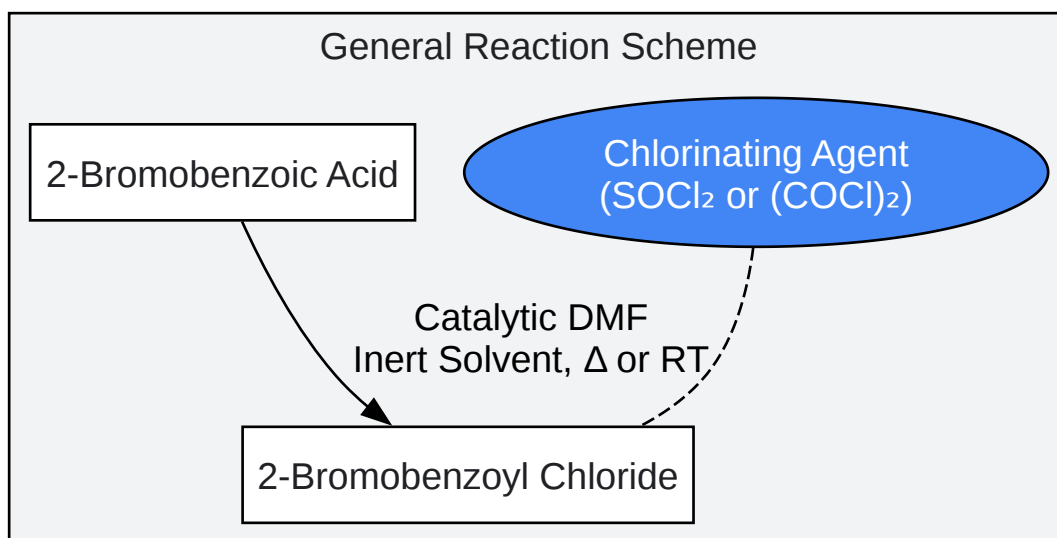 General Reaction Scheme
2-Bromobenzoic Acid
Chlorinating Agent
(SOCl₂ or (COCl)₂)
Catalytic DMF
Inert Solvent, Δ or RT
2-Bromobenzoyl Chloride